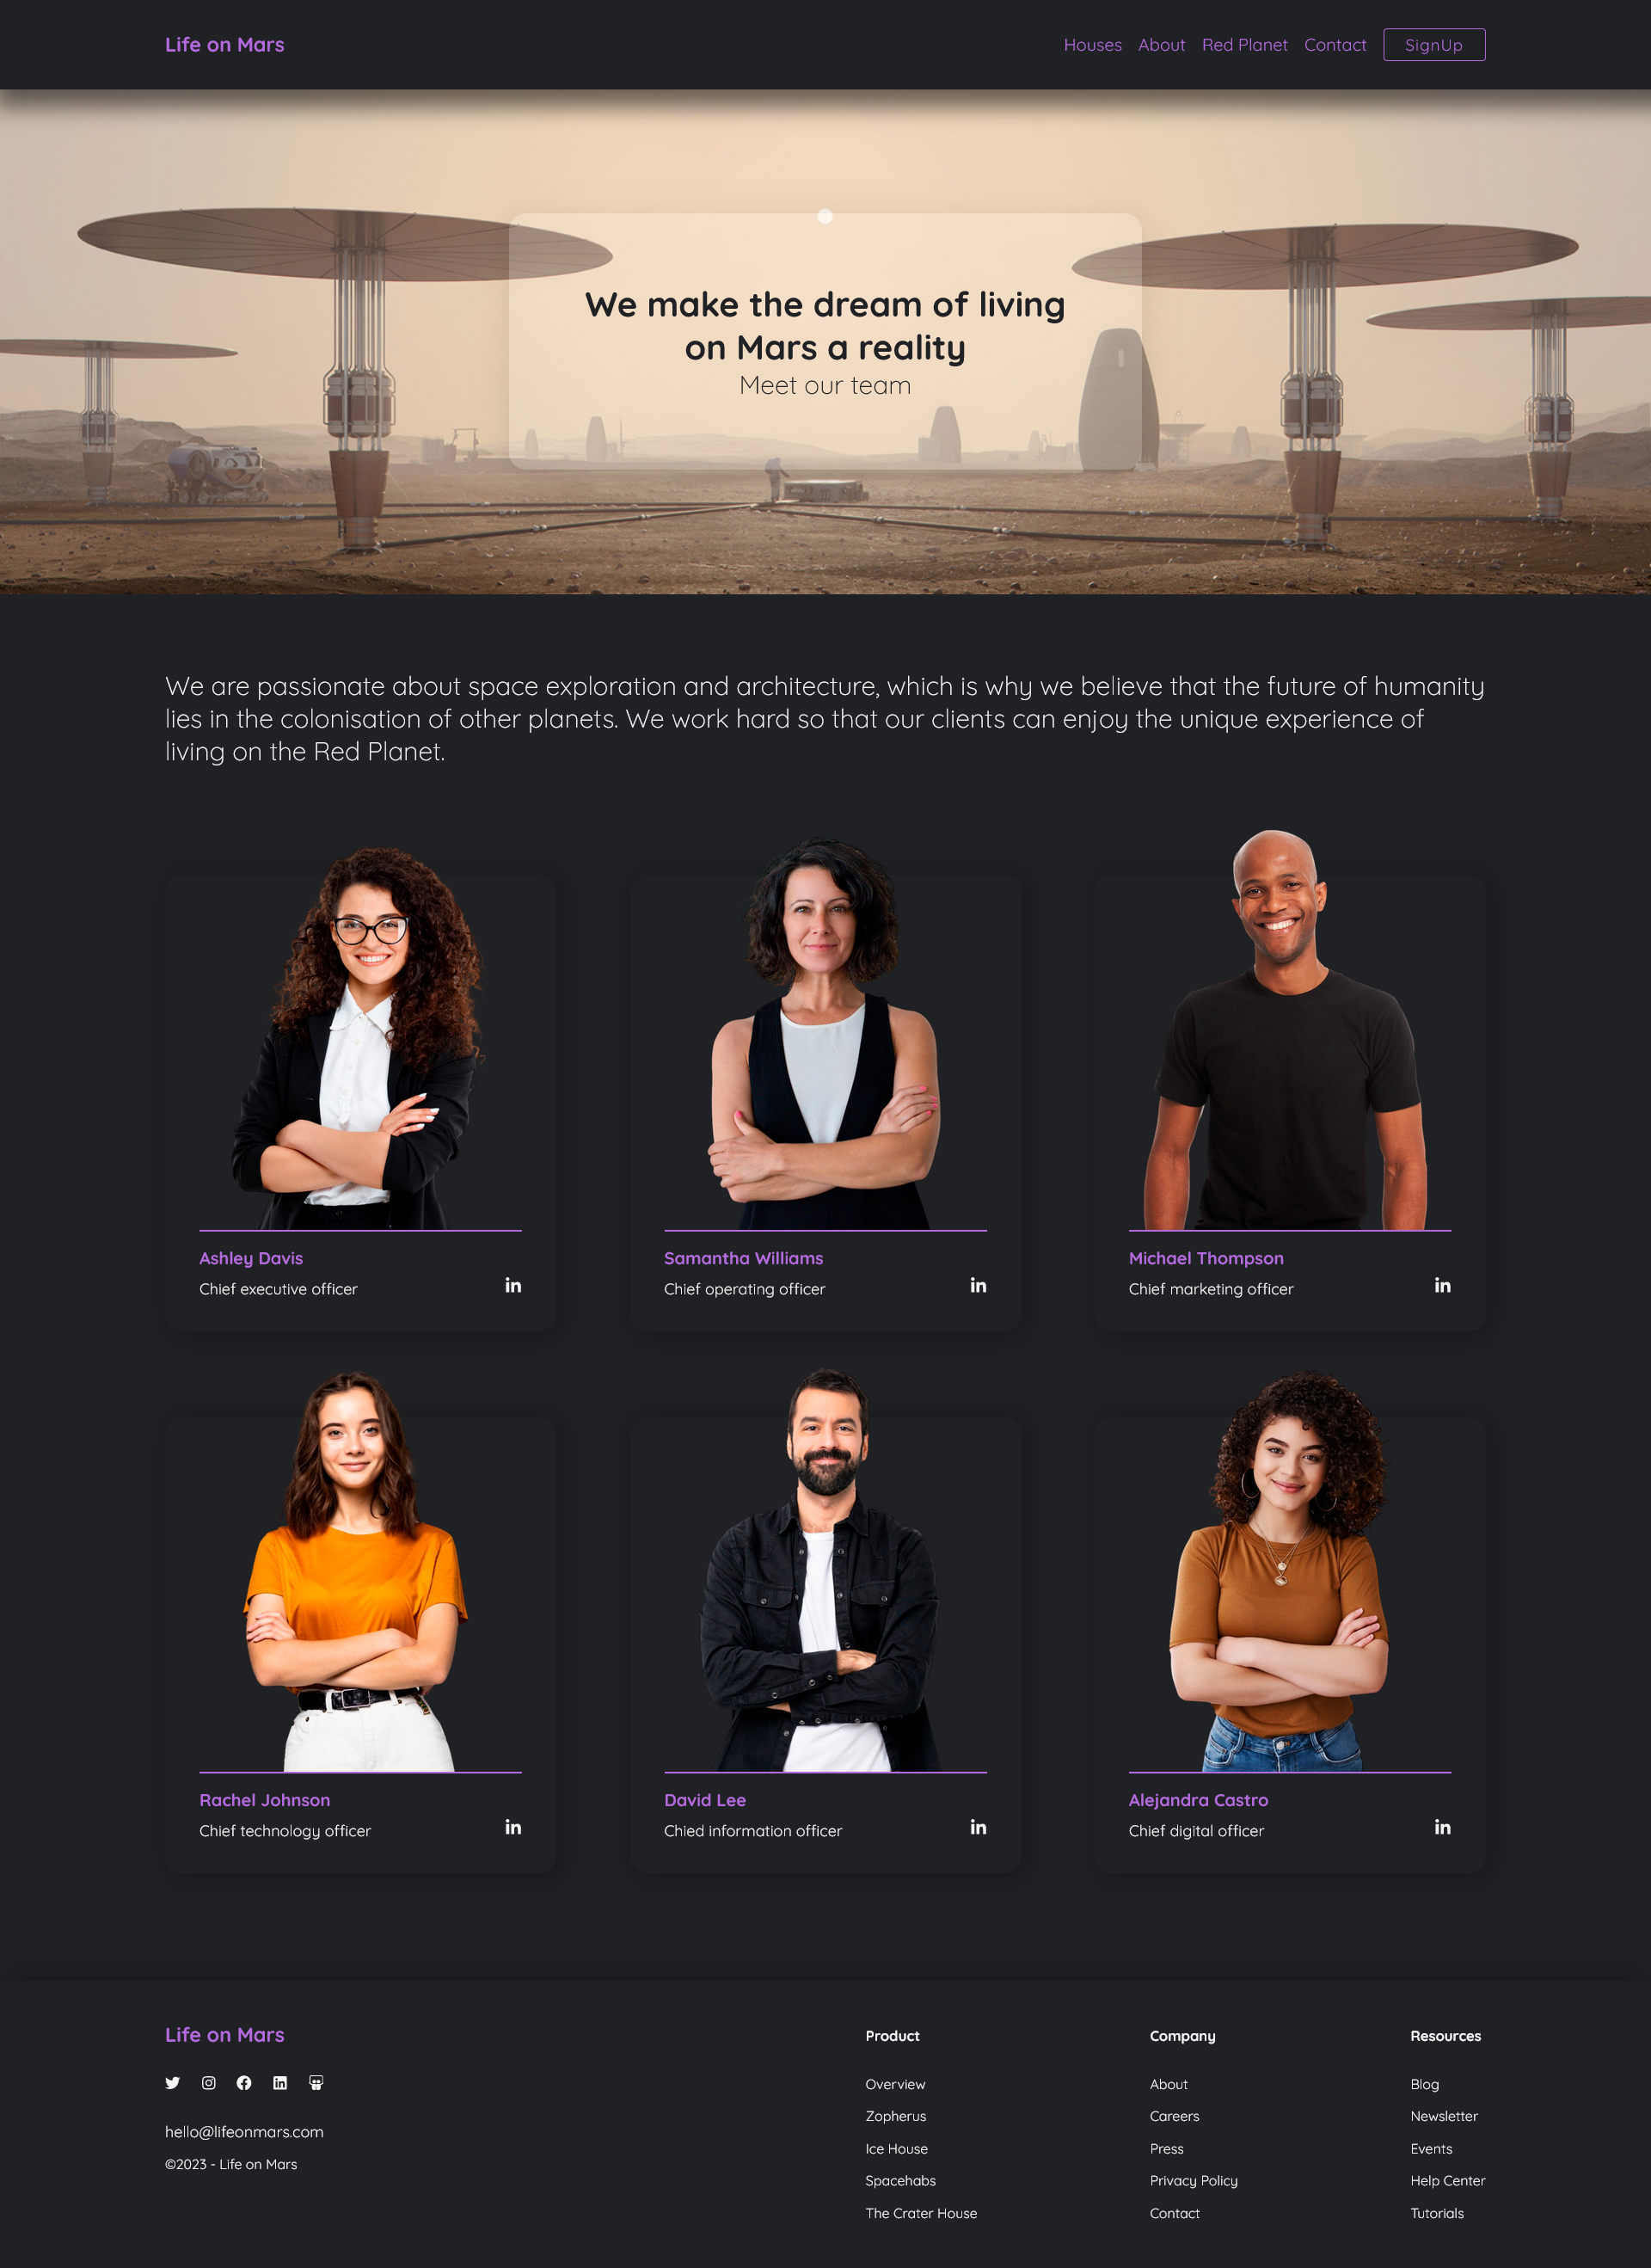 Life on Mars
Houses About Red Planet Contact SignUp
We make the dream of living
on Mars a reality
Meet our team
We are passionate about space exploration and architecture, which is why we believe that the future of humanity
lies in the colonisation of other planets. We work hard so that our clients can enjoy the unique experience of
living on the Red Planet.
Ashley Davis
Chief executive officer
in
Samantha Williams
Chief operating officer
in
Michael Thompson
Chief marketing officer
in
Rachel Johnson
Chief technology officer
in
David Lee
Chied information officer
in
Alejandra Castro
Chief digital officer
in
Life on Mars
hello@lifeonmars.com
©2023 - Life on Mars
Product
Overview
Zopherus
Ice House
Spacehabs
The Crater House
Company
About
Careers
Press
Privacy Policy
Contact
Resources
Blog
Newsletter
Events
Help Center
Tutorials